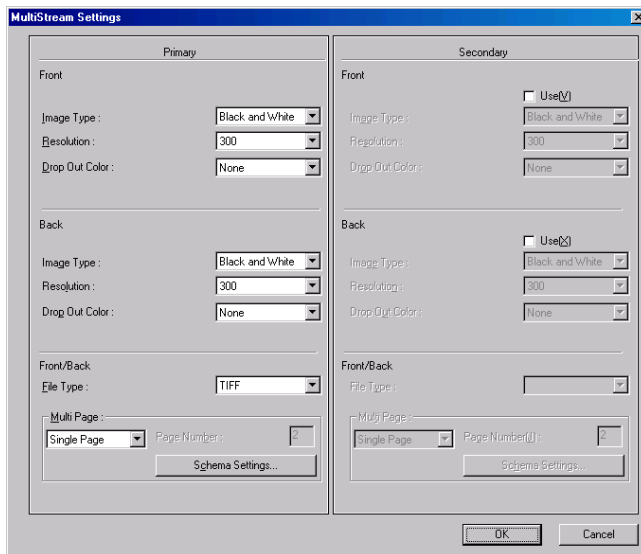 MultiStream Settings
Primary
Front
Image Type :
Black and White
Resolution :
300
Drop Out Color :
None
Back
Image Type :
Black and White
Resolution :
300
Drop Out Color :
None
Front/Back
File Type :
TIFF
Multi Page :
Single Page
Page Number :
2
Schema Settings...
Secondary
Front
Use(V)
Image Type :
Black and White
Resolution :
300
Drop Out Color :
None
Back
Use(X)
Image Type :
Black and White
Resolution :
300
Drop Out Color :
None
Front/Back
File Type :
Multi Page :
Single Page
Page Number(J) :
2
Schema Settings...
OK
Cancel